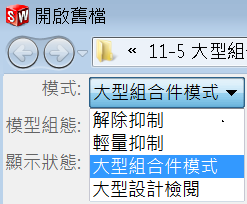 開啟舊檔
« 11-5 大型組合
模式: 大型組合件模式
解除抑制
模型組態: 輕量抑制
大型組合件模式
顯示狀態: 大型設計檢閱